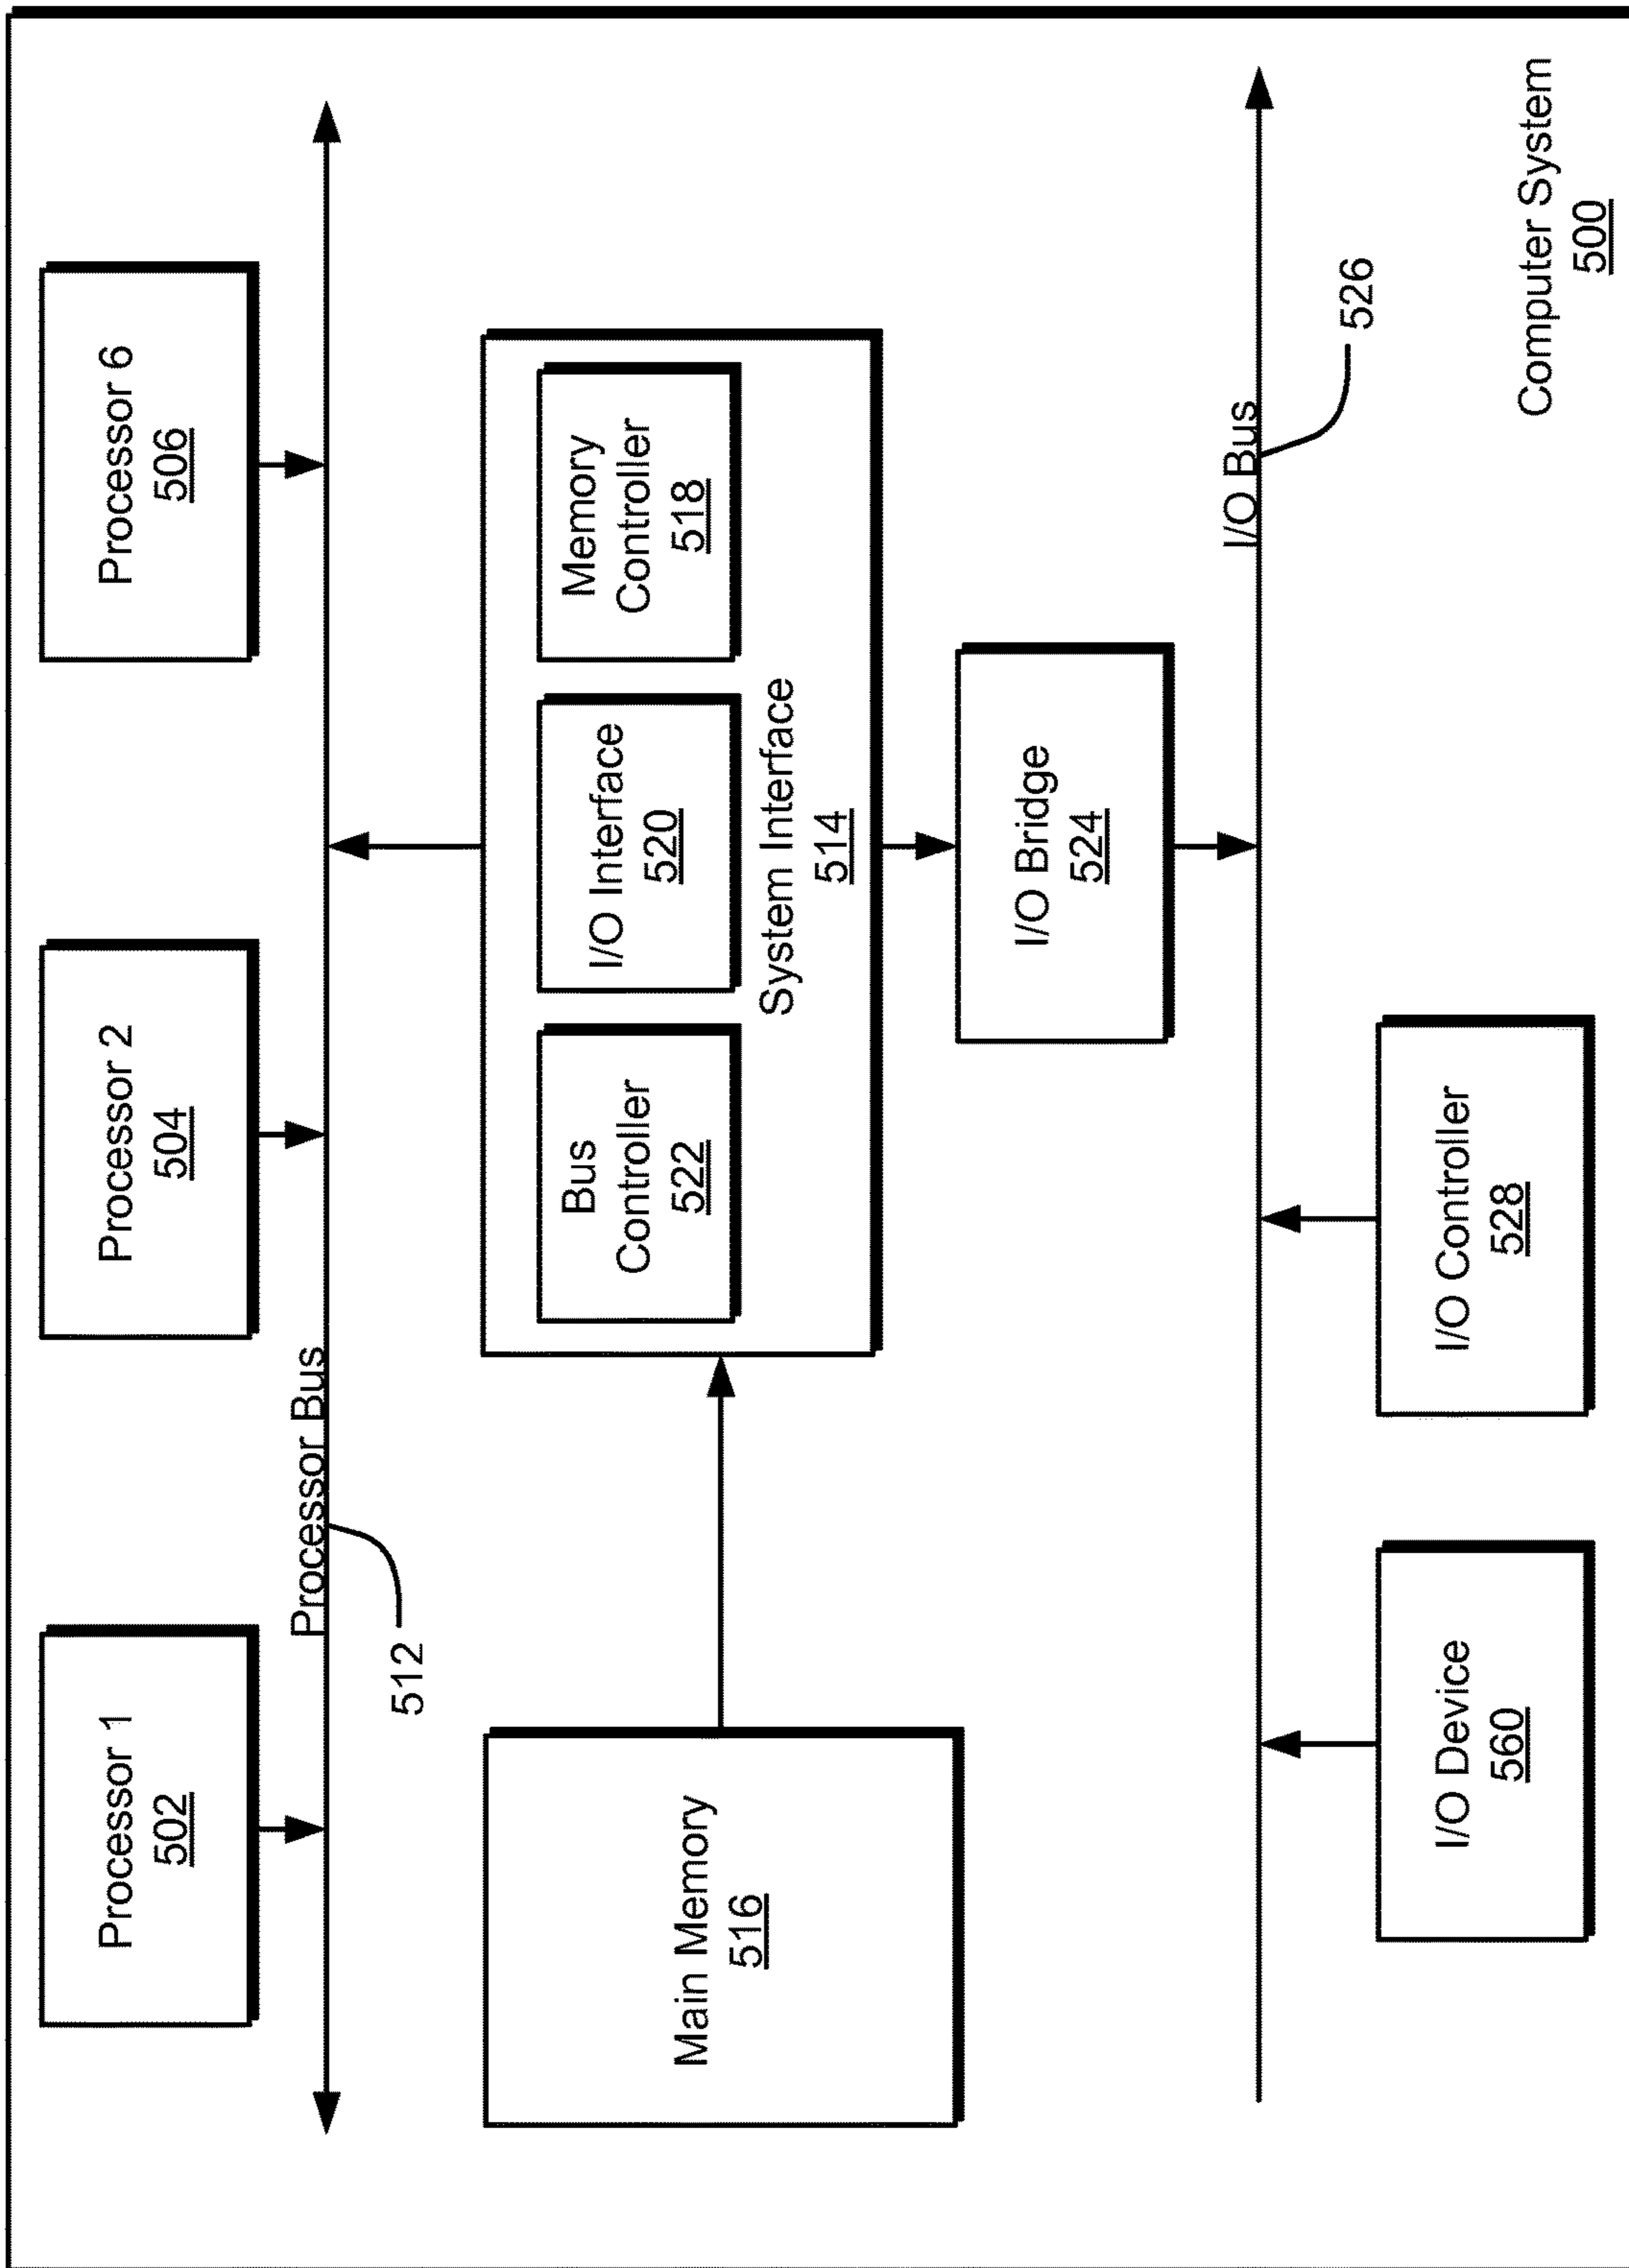 Processor 1
502
Processor 2
504
Processor 6
506
Processor Bus
512
Main Memory
516
Bus
Controller
522
I/O Interface
520
Memory
Controller
518
System Interface
514
I/O Bridge
524
I/O Bus
526
I/O Device
560
I/O Controller
528
Computer System
500